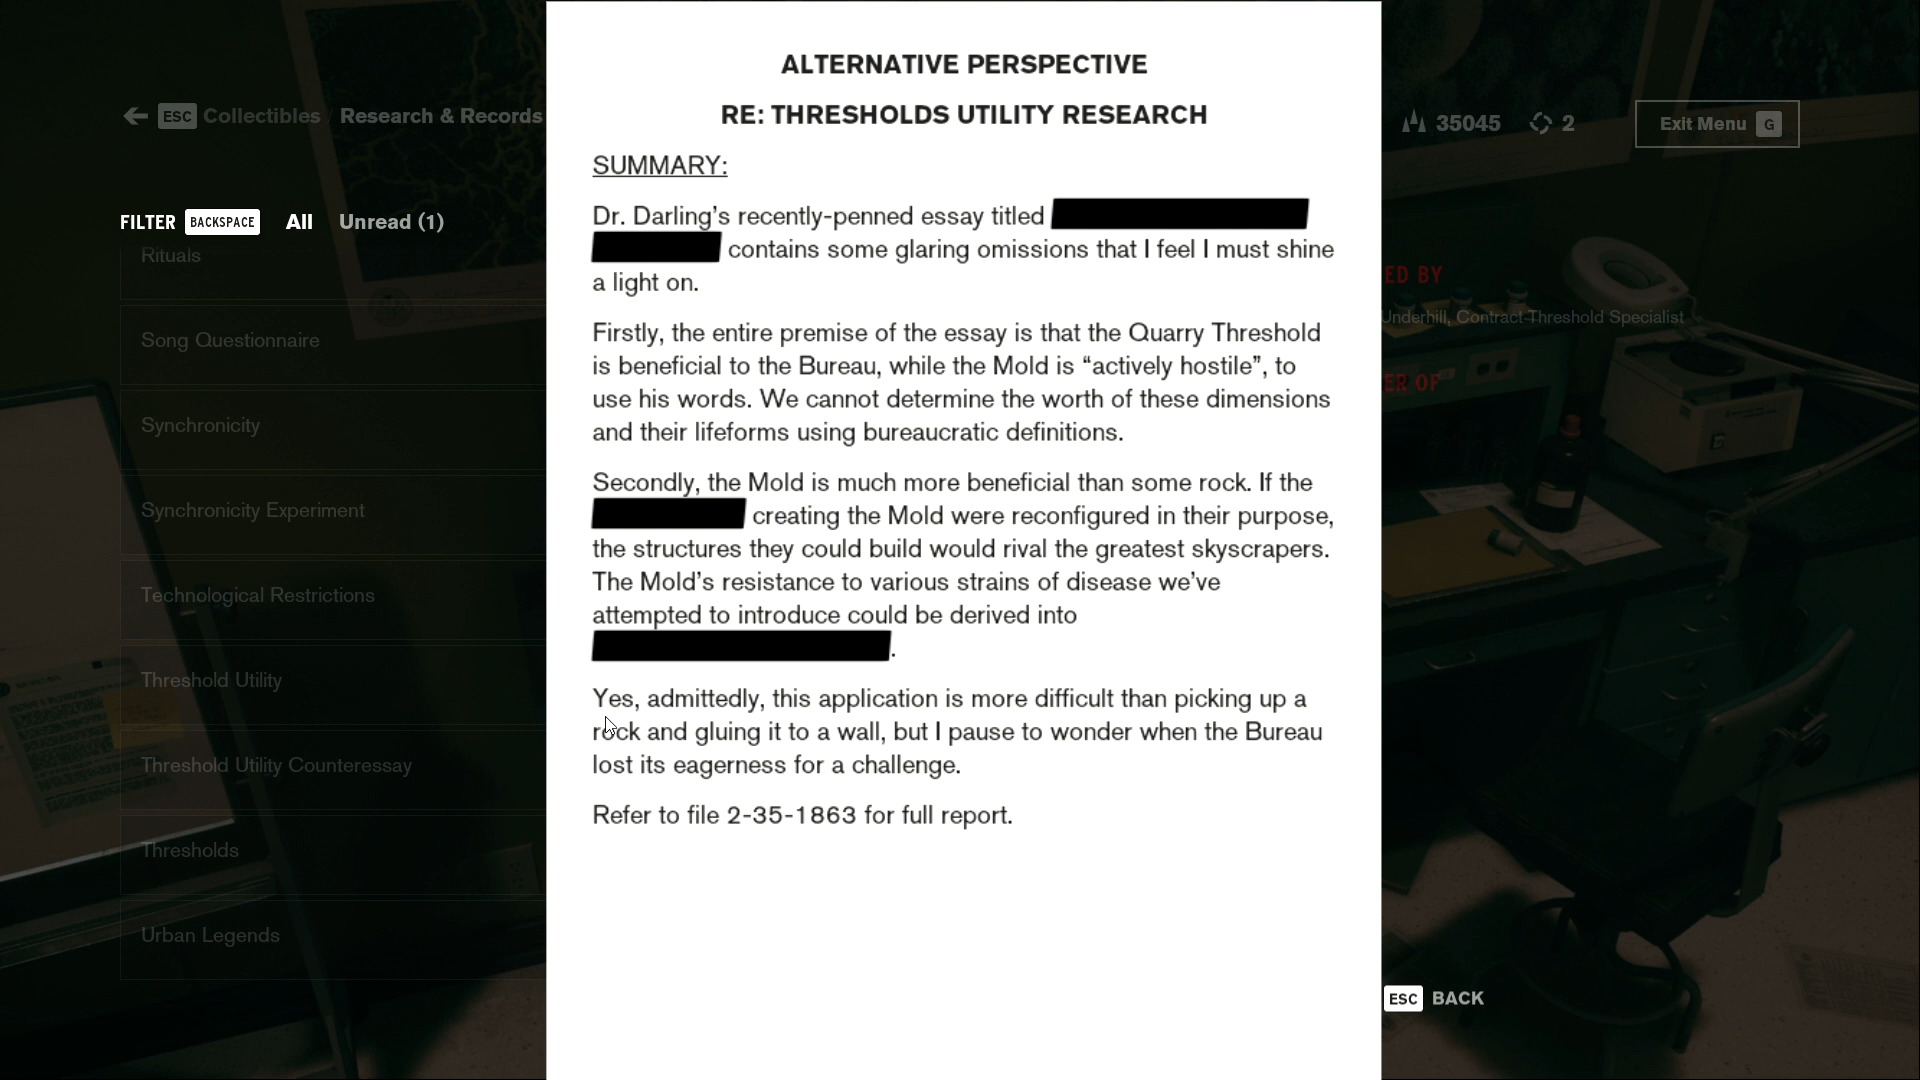 ALTERNATIVE PERSPECTIVE
RE: THRESHOLDS UTILITY RESEARCH
SUMMARY:
Dr. Darling's recently-penned essay titled
contains some glaring omissions that I feel I must shine
a light on.
Firstly, the entire premise of the essay is that the Quarry Threshold
is beneficial to the Bureau, while the Mold is “actively hostile”, to
use his words. We cannot determine the worth of these dimensions
and their lifeforms using bureaucratic definitions.
Secondly, the Mold is much more beneficial than some rock. If the
creating the Mold were reconfigured in their purpose,
the structures they could build would rival the greatest skyscrapers.
The Mold's resistance to various strains of disease we've
attempted to introduce could be derived into
.
Yes, admittedly, this application is more difficult than picking up a
rock and gluing it to a wall, but I pause to wonder when the Bureau
lost its eagerness for a challenge.
Refer to file 2-35-1863 for full report.
ESC Collectibles / Research & Records
FILTER BACKSPACE All Unread (1)
Rituals
Song Questionnaire
Synchronicity
Synchronicity Experiment
Technological Restrictions
Threshold Utility
Threshold Utility Counteressay
Thresholds
Urban Legends
35045 2
Exit Menu G
ED BY
Underhill, Contract Threshold Specialist
ER OF
ESC BACK